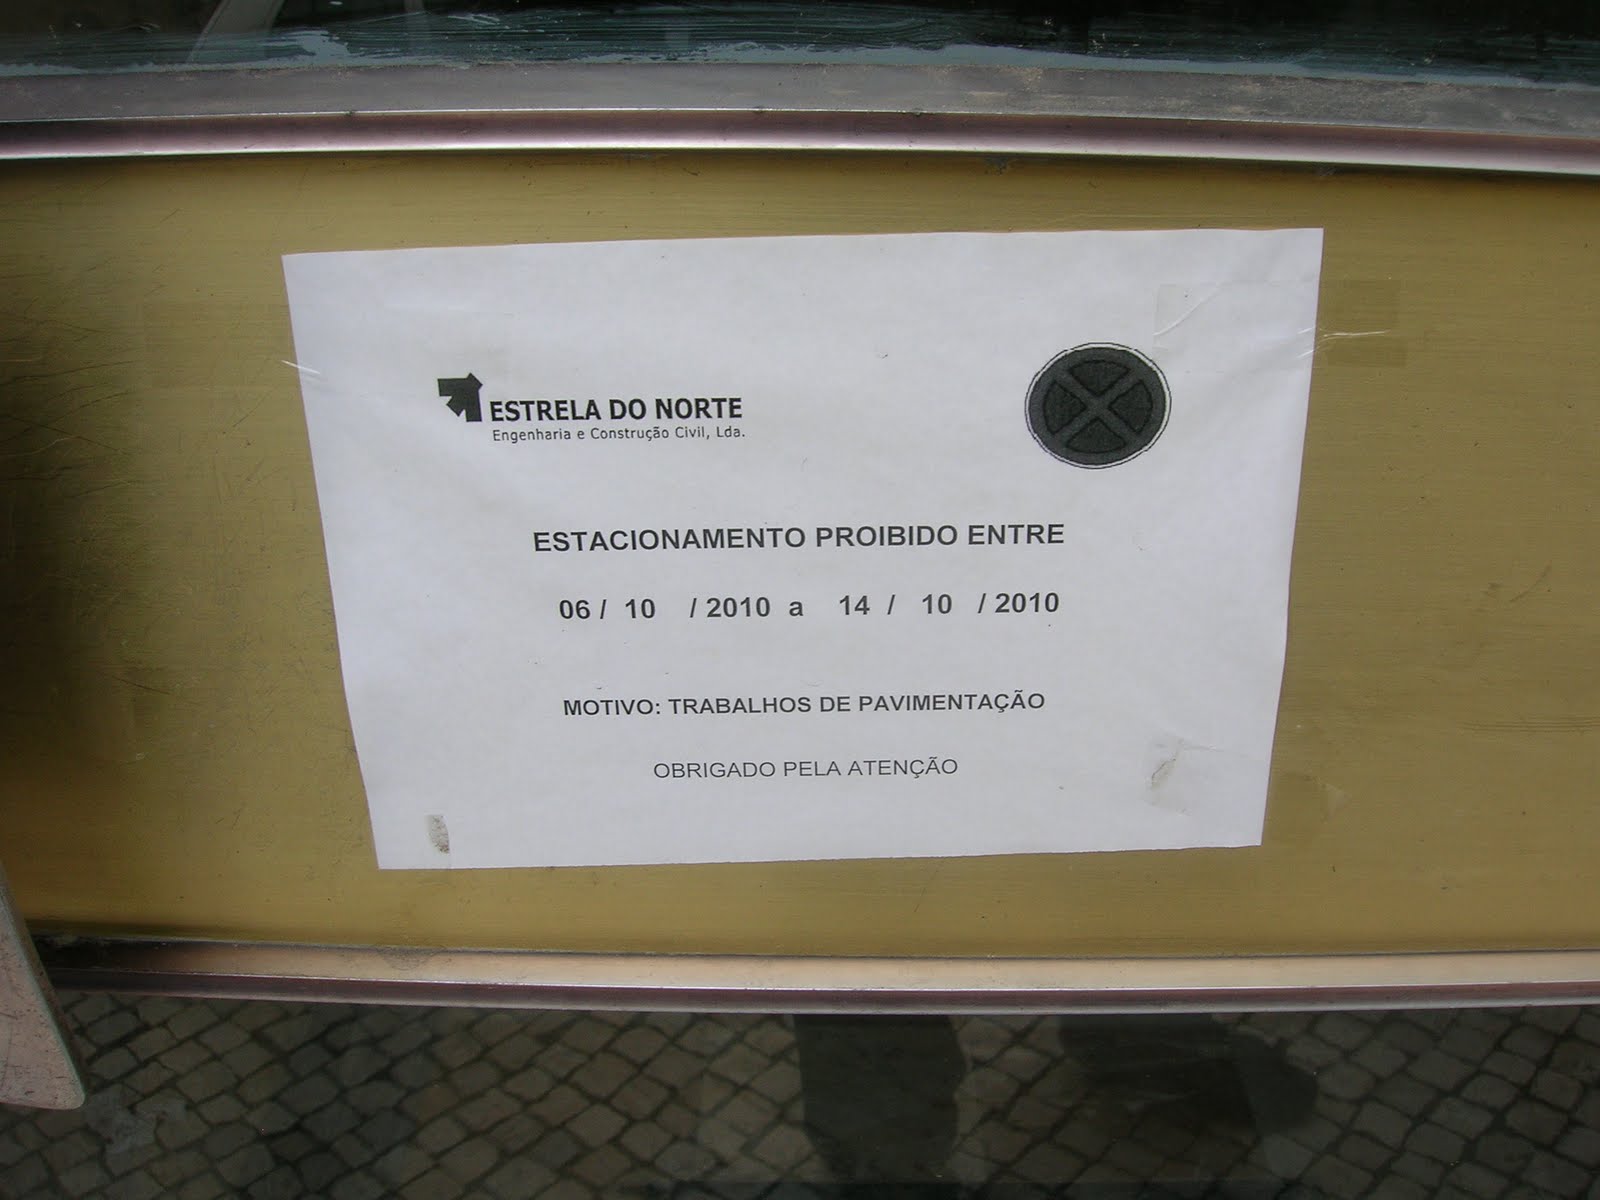 ESTRELA DO NORTE
Engenharia e Construção Civil, Lda.
ESTACIONAMENTO PROIBIDO ENTRE
06 / 10 / 2010 a 14 / 10 / 2010
MOTIVO: TRABALHOS DE PAVIMENTAÇÃO
OBRIGADO PELA ATENÇÃO